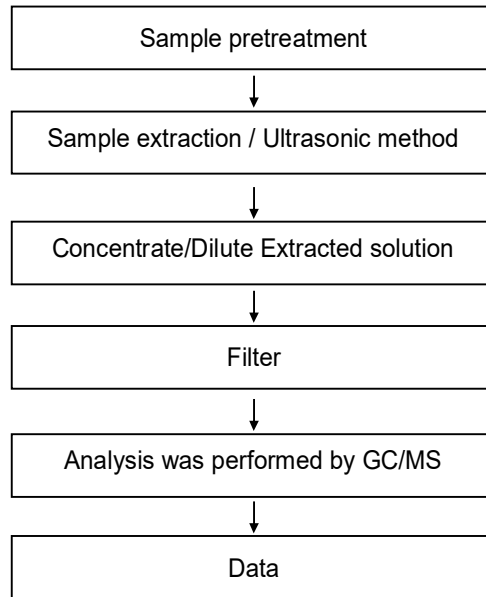 Sample pretreatment
Sample extraction / Ultrasonic method
Concentrate/Dilute Extracted solution
Filter
Analysis was performed by GC/MS
Data